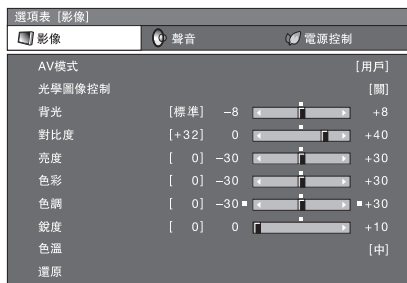 選項表 [影像]
影像 聲音 電源控制
AV模式 [用戶]
光學圖像控制 [關]
背光 [標準] −8 +8
對比度 [+32] 0 +40
亮度 [ 0] −30 +30
色彩 [ 0] −30 +30
色調 [ 0] −30 +30
銳度 [ 0] 0 +10
色溫 [中]
還原